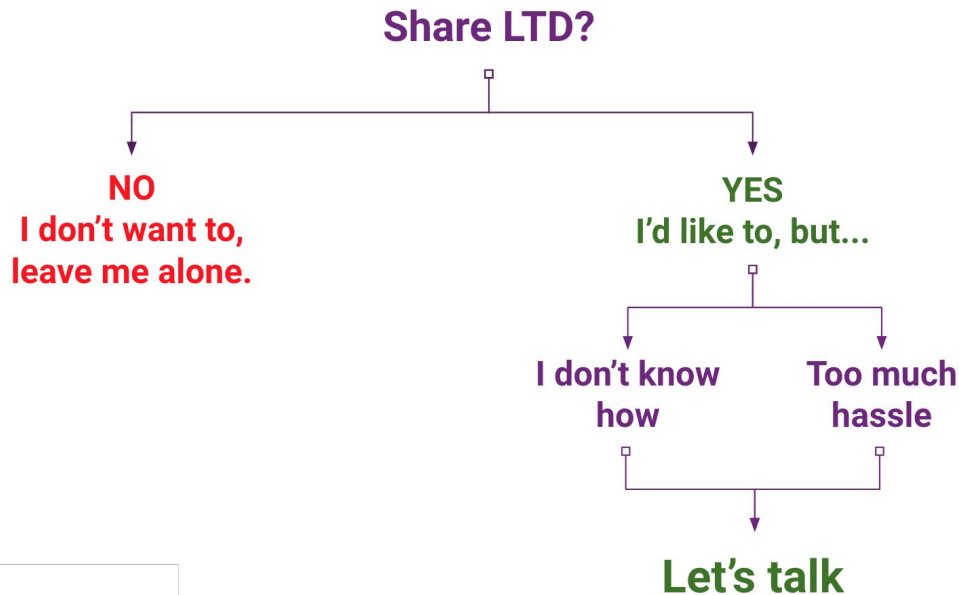 Share LTD?
NO
I don’t want to,
leave me alone.
YES
I’d like to, but...
I don’t know
how
Too much
hassle
Let’s talk